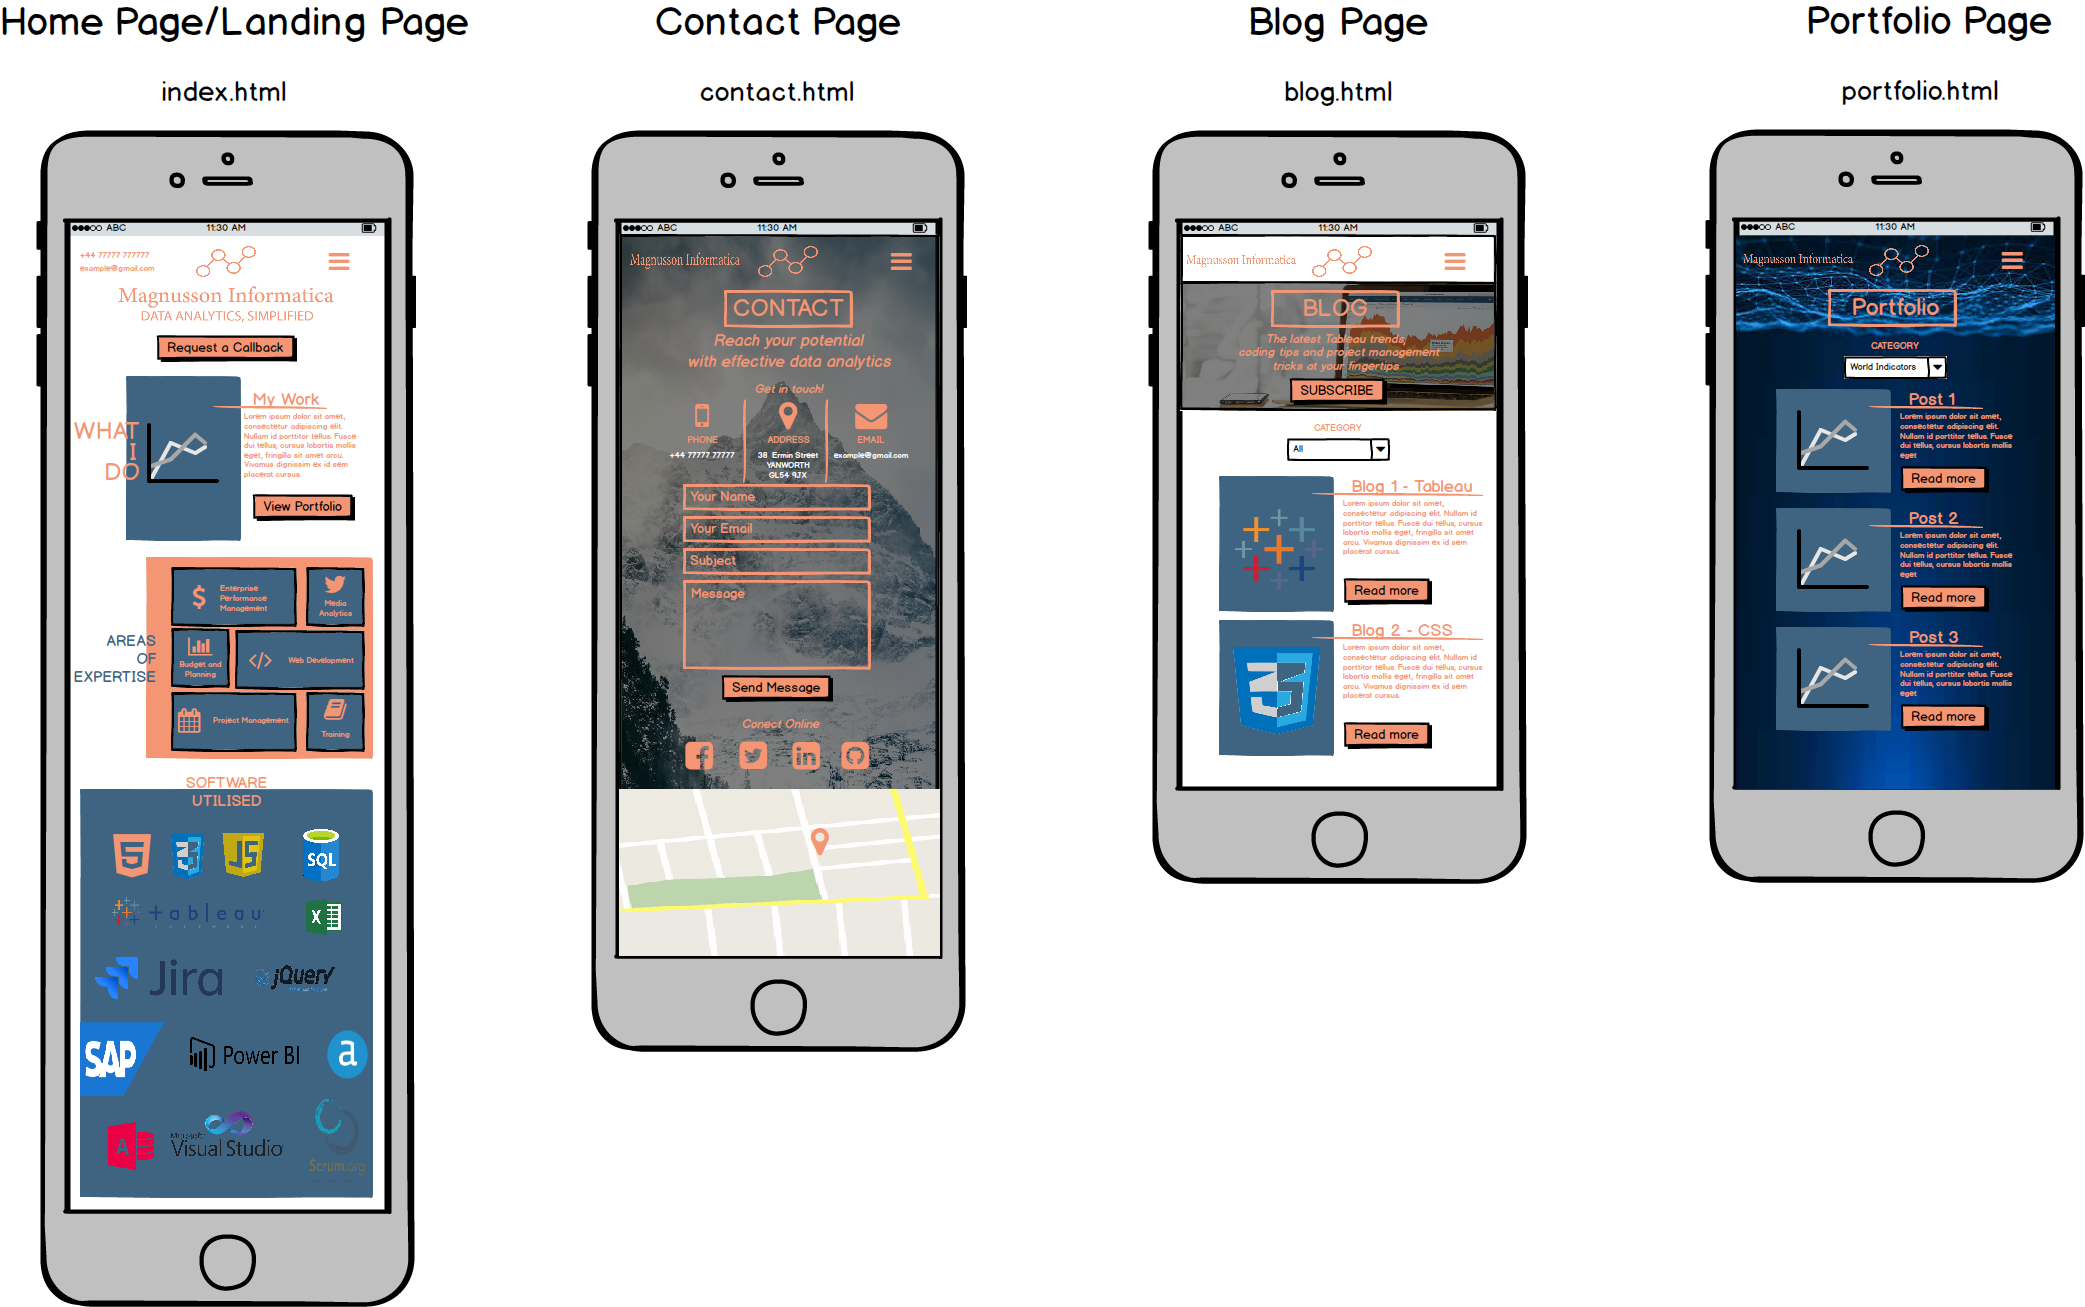 Home Page/Landing Page
index.html
ABC 11:30 AM
+44 77777 777777
example@gmail.com
Magnusson Informatica
DATA ANALYTICS, SIMPLIFIED
Request a Callback
WHAT
I
DO
My Work
Lorem ipsum dolor sit amet,
consectetur adipiscing elit.
Nullam id porttitor tellus. Fusce
dui tellus, cursus lobortis mollis
eget, fringilla sit amet arcu.
Vivamus dignissim ex id sem
placerat cursus.
View Portfolio
AREAS
OF
EXPERTISE
Enterprise
Performance
Management
Media
Analytics
Budget and
Planning
</> Web Development
Project Management
Training
SOFTWARE
UTILISED
5 3 JS SQL
+ableau
SOFTWARE
X
Jira
jQuery
SAP
Power BI
a
A
Microsoft
Visual Studio
Scrum.org
Contact Page
contact.html
ABC 11:30 AM
Magnusson Informatica
CONTACT
Reach your potential
with effective data analytics
Get in touch!
PHONE
+44 77777 77777
ADDRESS
38 Ermin Street
YANWORTH
GL54 9JX
EMAIL
example@gmail.com
Your Name
Your Email
Subject
Message
Send Message
Conect Online
Blog Page
blog.html
ABC 11:30 AM
Magnusson Informatica
BLOG
The latest Tableau trends,
coding tips and project management
tricks at your fingertips
SUBSCRIBE
CATEGORY
All
Blog 1 - Tableau
Lorem ipsum dolor sit amet,
consectetur adipiscing elit. Nullam id
porttitor tellus. Fusce dui tellus, cursus
lobortis mollis eget, fringilla sit amet
arcu. Vivamus dignissim ex id sem
placerat cursus.
Read more
Blog 2 - CSS
Lorem ipsum dolor sit amet,
consectetur adipiscing elit. Nullam id
porttitor tellus. Fusce dui tellus, cursus
lobortis mollis eget, fringilla sit amet
arcu. Vivamus dignissim ex id sem
placerat cursus.
Read more
Portfolio Page
portfolio.html
ABC 11:30 AM
Magnusson Informatica
Portfolio
CATEGORY
World Indicators
Post 1
Lorem ipsum dolor sit amet,
consectetur adipiscing elit.
Nullam id porttitor tellus. Fusce
dui tellus, cursus lobortis mollis
eget
Read more
Post 2
Lorem ipsum dolor sit amet,
consectetur adipiscing elit.
Nullam id porttitor tellus. Fusce
dui tellus, cursus lobortis mollis
eget
Read more
Post 3
Lorem ipsum dolor sit amet,
consectetur adipiscing elit.
Nullam id porttitor tellus. Fusce
dui tellus, cursus lobortis mollis
eget
Read more